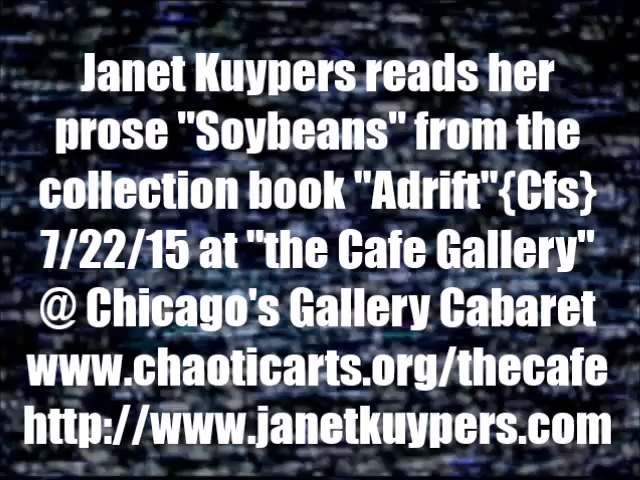 Janet Kuypers reads her
prose "Soybeans" from the
collection book "Adrift"{Cfs}
7/22/15 at "the Cafe Gallery"
@ Chicago's Gallery Cabaret
www.chaoticarts.org/thecafe
http://www.janetkuypers.com